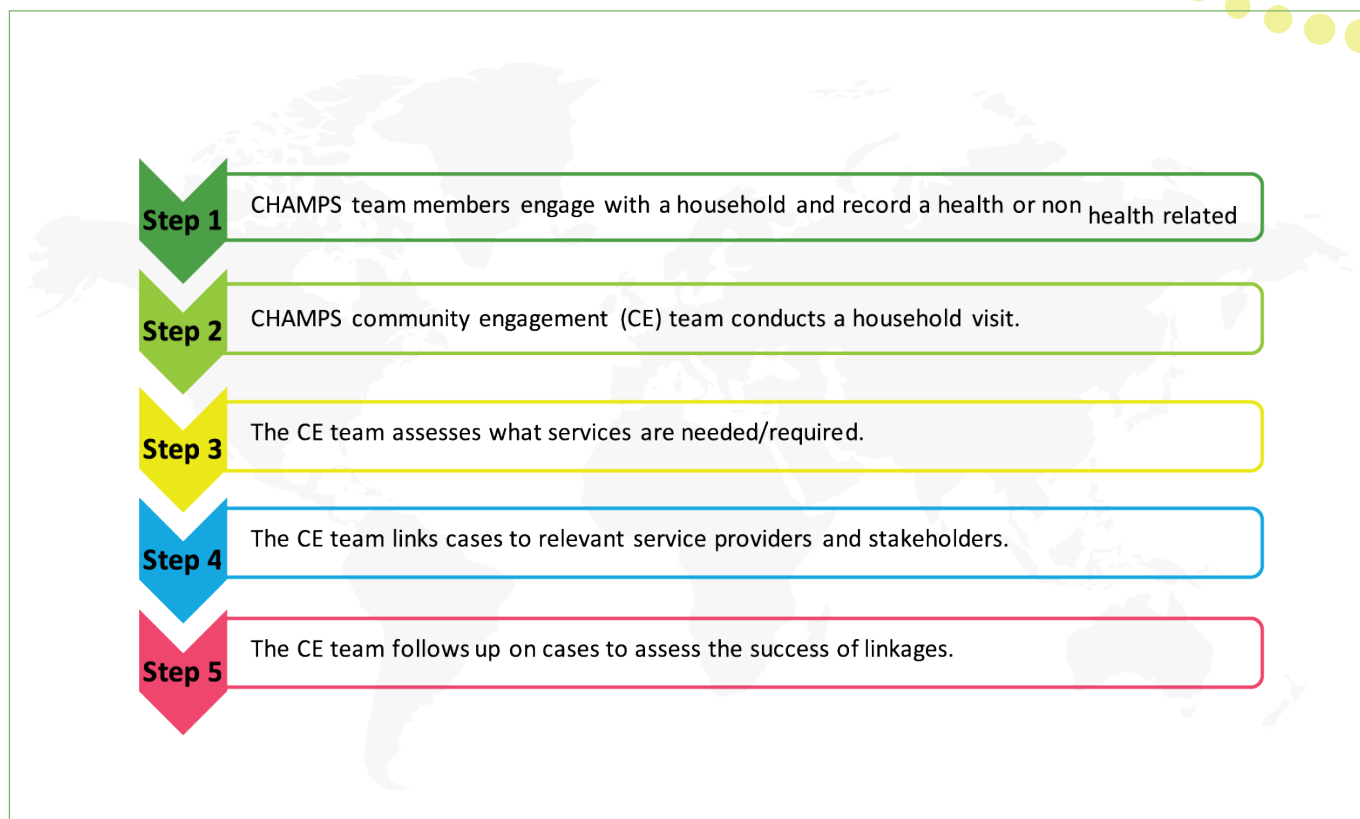 Step 1
CHAMPS team members engage with a household and record a health or non health related
Step 2
CHAMPS community engagement (CE) team conducts a household visit.
Step 3
The CE team assesses what services are needed/required.
Step 4
The CE team links cases to relevant service providers and stakeholders.
Step 5
The CE team follows up on cases to assess the success of linkages.